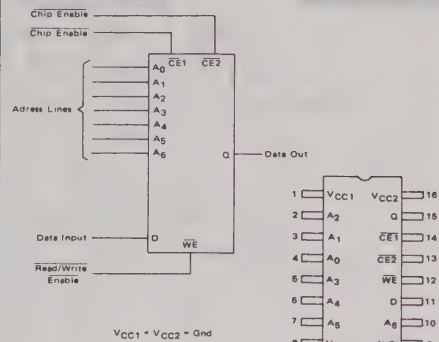 Chip Enable
Chip Enable
CE1 CE2
A0
A1
A2
A3
A4
A5
A6
Adress Lines
Q
Data Out
Data Input
D
WE
Read/Write
Enable
VCC1 = VCC2 = Gnd
1 VCC1 VCC2 16
2 A2 Q 15
3 A1 CE1 14
4 A0 CE2 13
5 A3 WE 12
6 A4 D 11
7 A5 A6 10